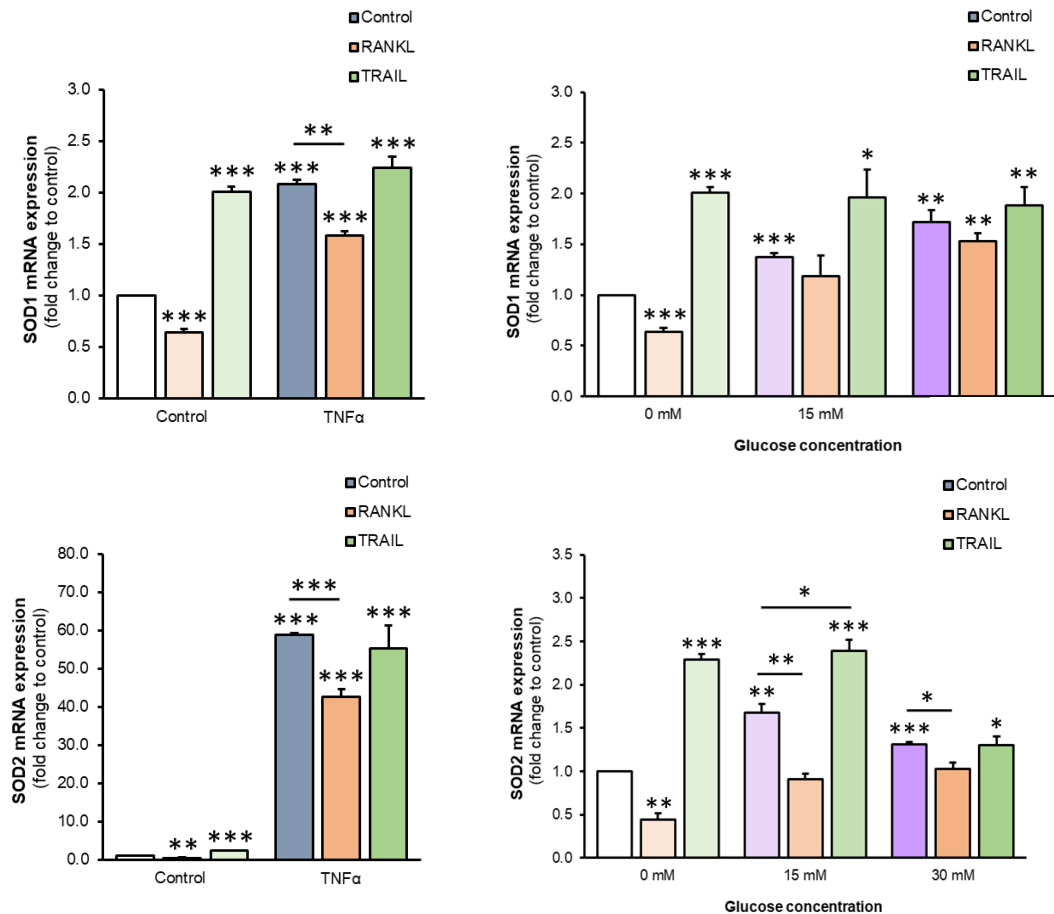 Control
RANKL
TRAIL
SOD1 mRNA expression
(fold change to control)
3.0
2.5
2.0
1.5
1.0
0.5
0.0
***
***
***
**
***
***
Control
TNFα
Control
RANKL
TRAIL
SOD1 mRNA expression
(fold change to control)
3.0
2.5
2.0
1.5
1.0
0.5
0.0
***
***
***
*
**
**
**
0 mM
15 mM
Glucose concentration
Control
RANKL
TRAIL
SOD2 mRNA expression
(fold change to control)
80.0
70.0
60.0
50.0
40.0
30.0
20.0
10.0
0.0
**
***
***
***
***
***
Control
TNFα
Control
RANKL
TRAIL
SOD2 mRNA expression
(fold change to control)
3.5
3.0
2.5
2.0
1.5
1.0
0.5
0.0
**
***
*
**
**
***
*
***
*
0 mM
15 mM
30 mM
Glucose concentration